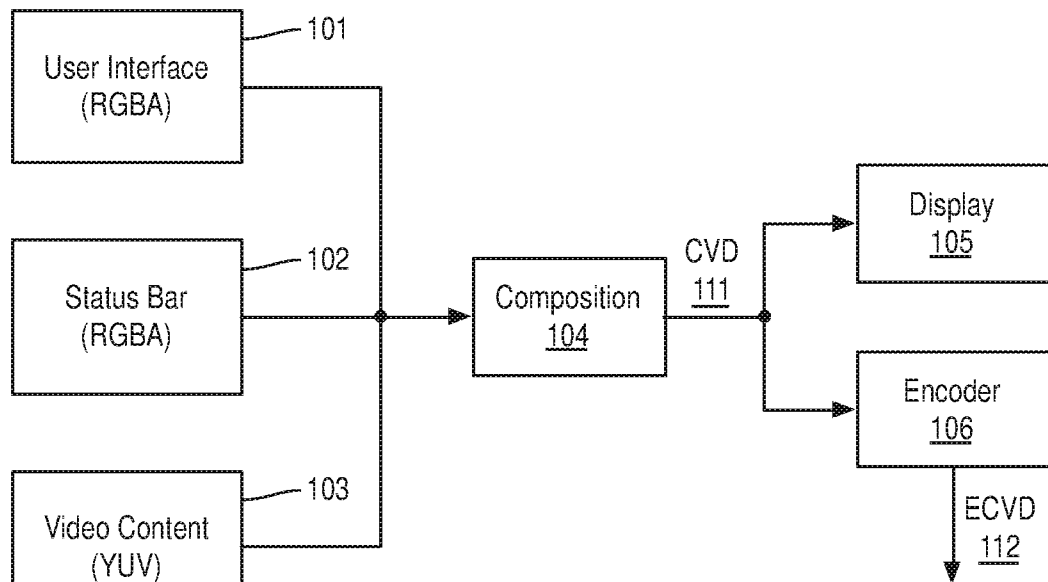 User Interface
(RGBA)
101
Status Bar
(RGBA)
102
Video Content
(YUV)
103
Composition
104
CVD
111
Display
105
Encoder
106
ECVD
112